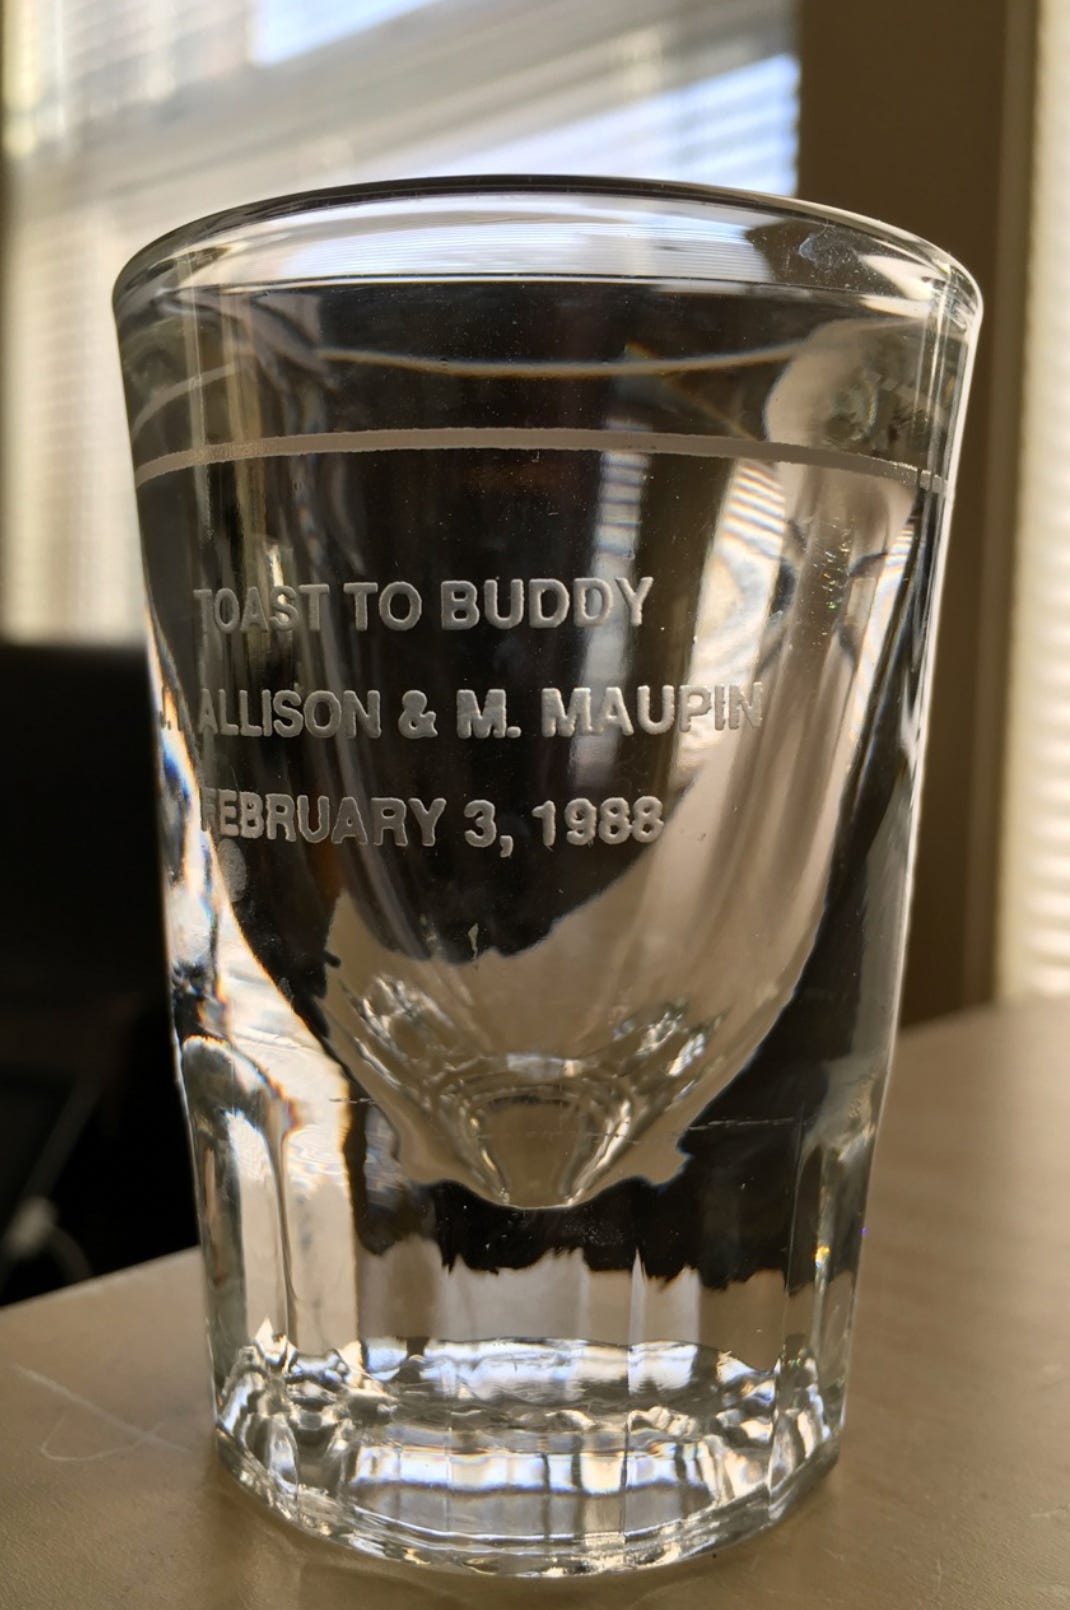 TOAST TO BUDDY
J. ALLISON & M. MAUPIN
FEBRUARY 3, 1988